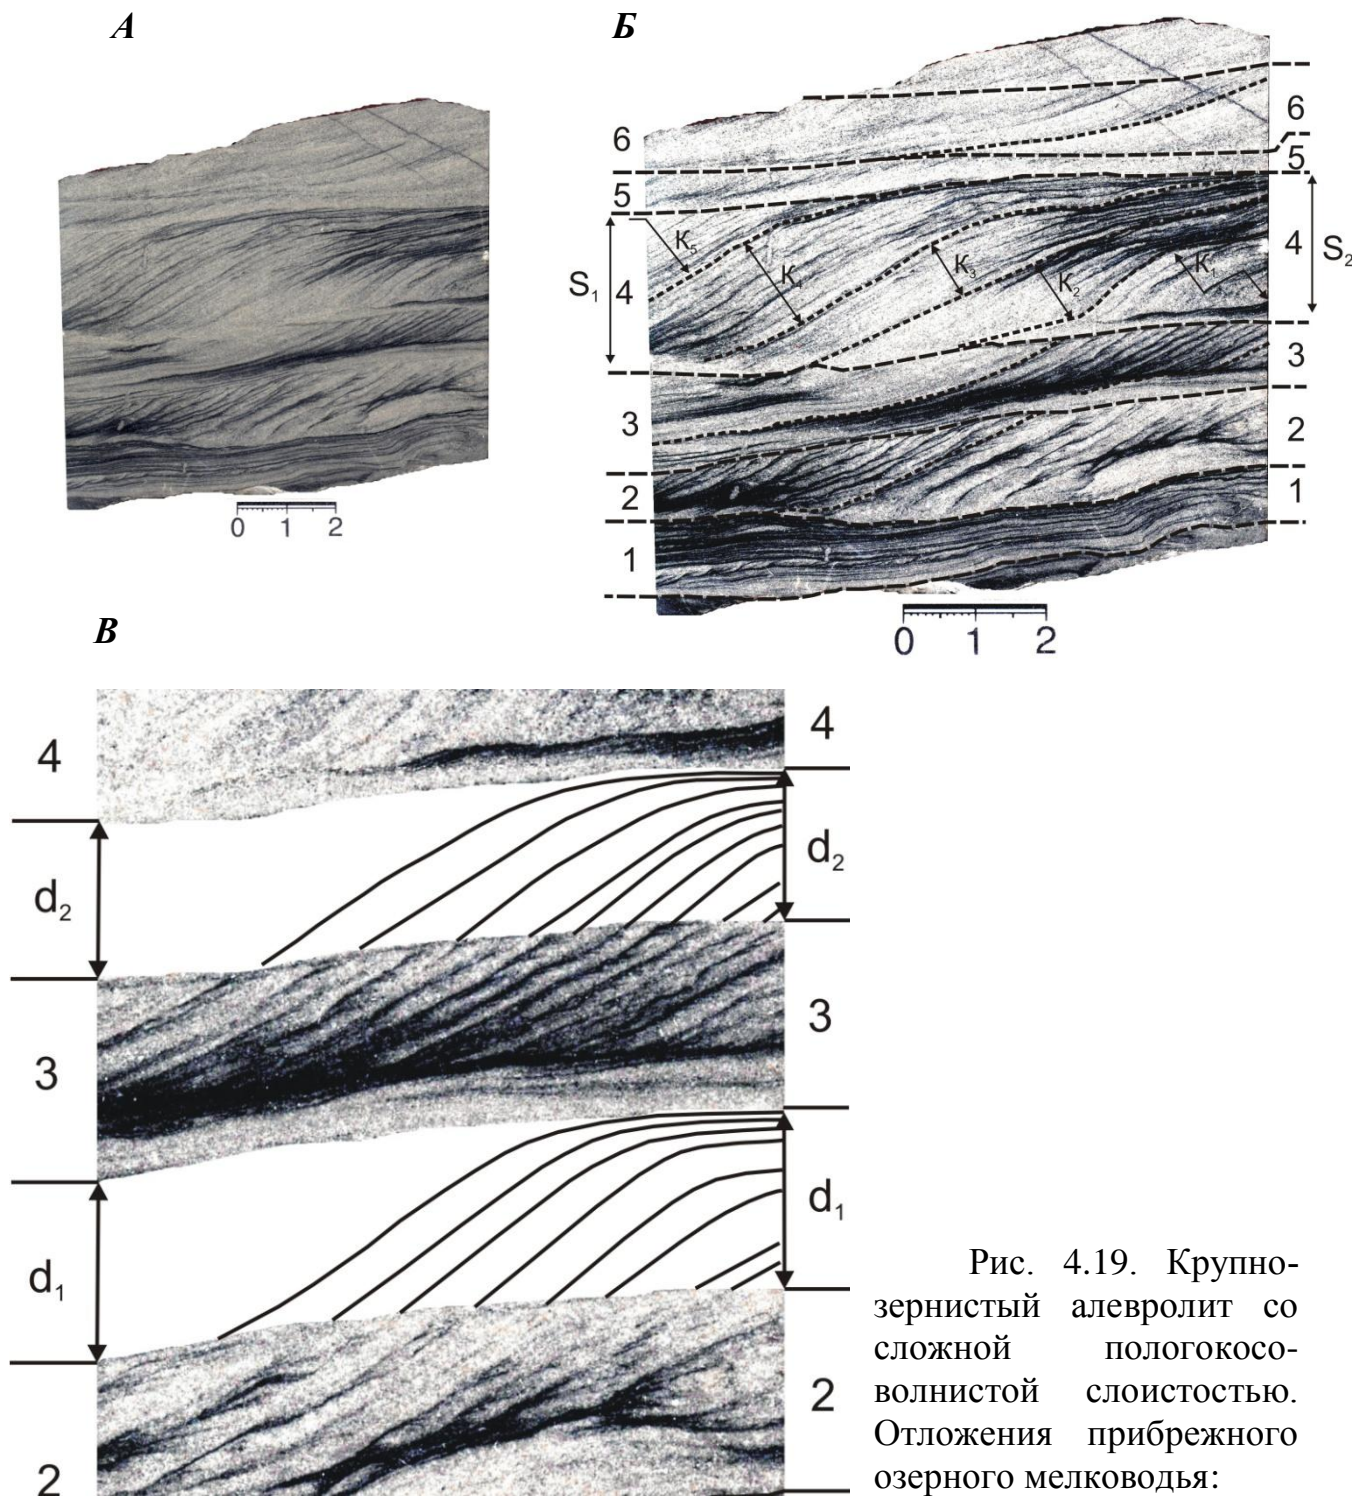 А
Б
6
6
5
5
K₅
K₄
K₃
K₂
K₁
S₁
4
4
S₂
3
3
2
2
1
1
0 1 2
0 1 2
В
4
4
d₂
d₂
3
3
d₁
d₁
2
2
Рис. 4.19. Крупно-
зернистый алевролит со
сложной пологокосо-
волнистой слоистостью.
Отложения прибрежного
озерного мелководья: